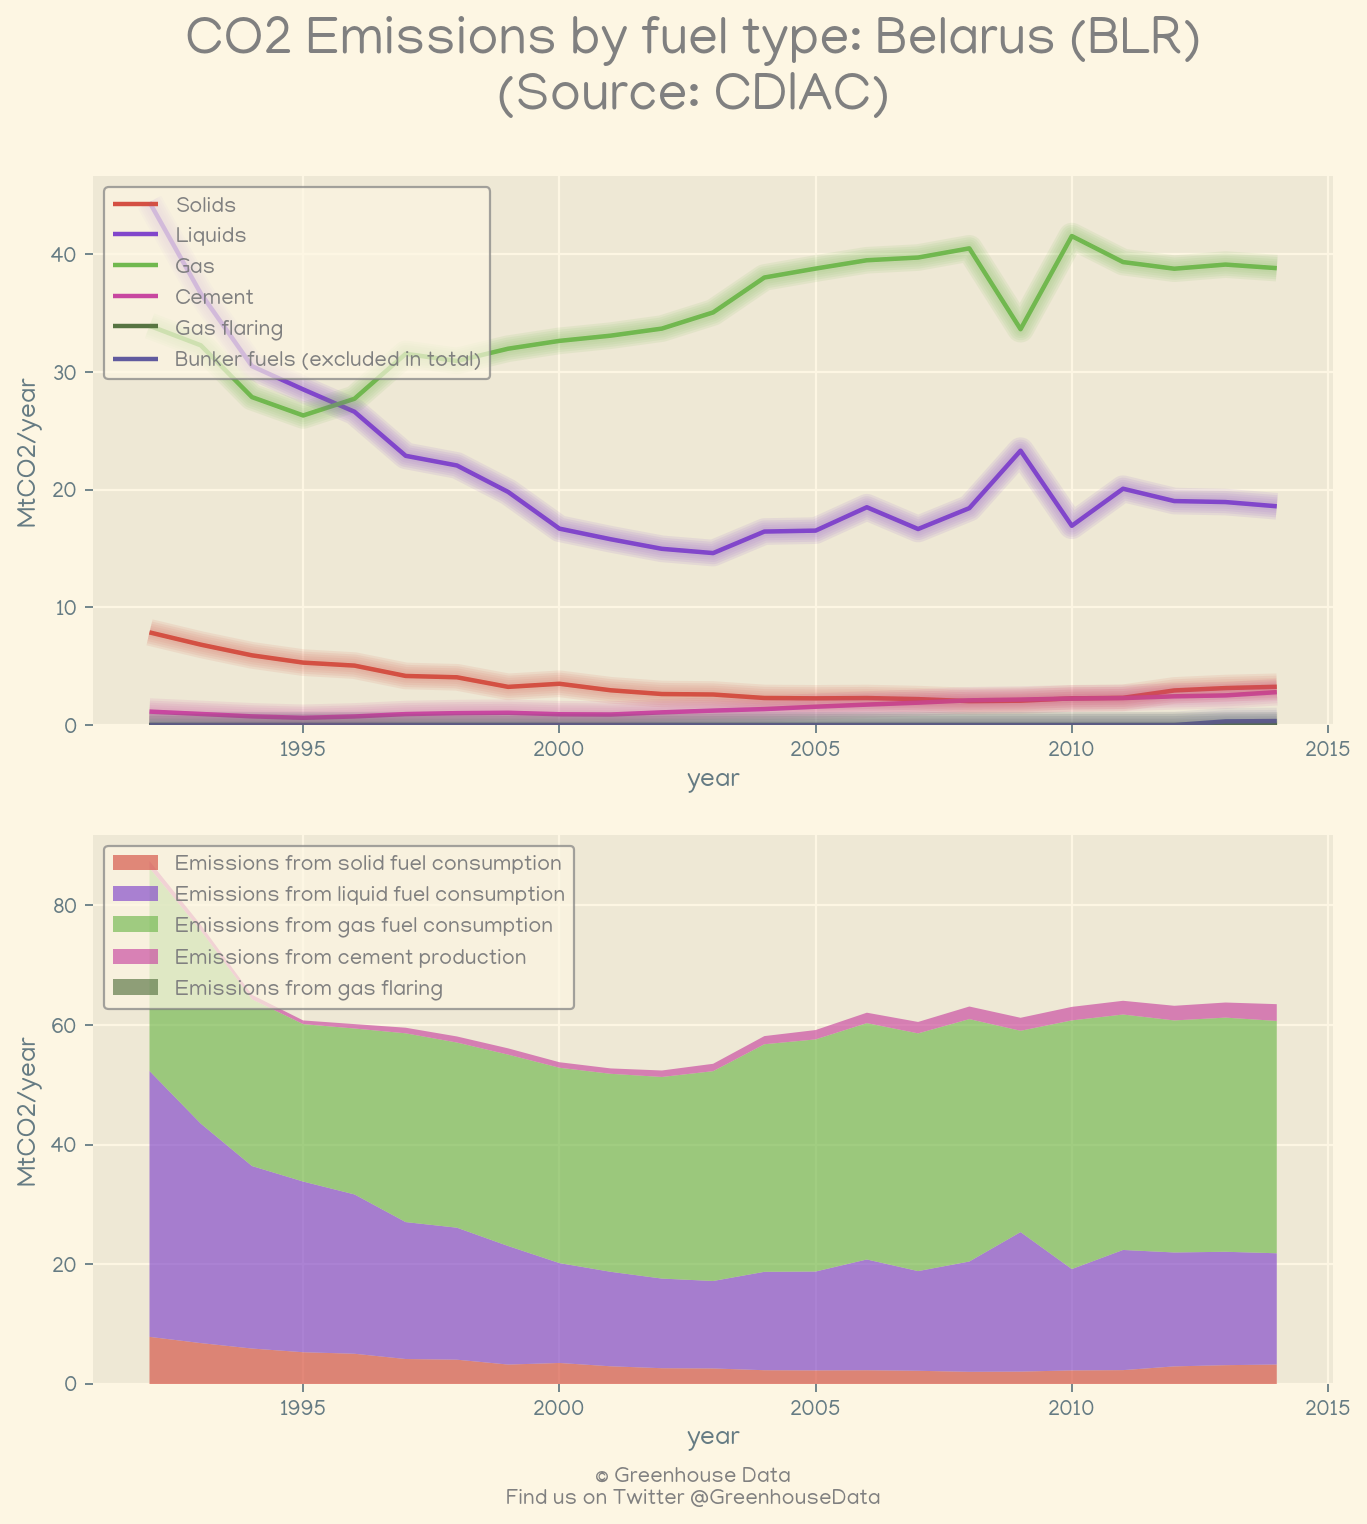 CO2 Emissions by fuel type: Belarus (BLR)
(Source: CDIAC)
Solids
Liquids
Gas
Cement
Gas flaring
Bunker fuels (excluded in total)
40
30
20
10
0
MtCO2/year
1995
2000
2005
2010
2015
year
Emissions from solid fuel consumption
Emissions from liquid fuel consumption
Emissions from gas fuel consumption
Emissions from cement production
Emissions from gas flaring
80
60
40
20
0
MtCO2/year
1995
2000
2005
2010
2015
year
© Greenhouse Data
Find us on Twitter @GreenhouseData